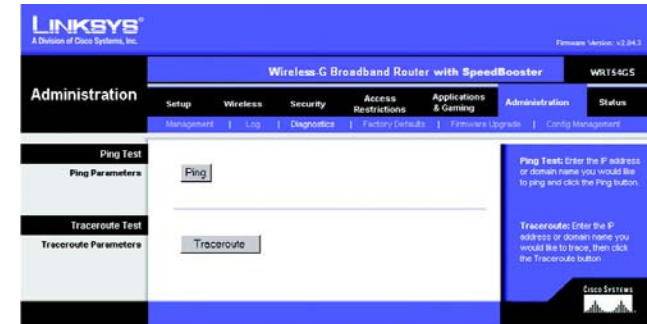 LINKSYS®
A Division of Cisco Systems, Inc.
Firmware Version: v2.04.3
Wireless-G Broadband Router with SpeedBooster
WRT54GS
Administration
Setup
Wireless
Security
Access Restrictions
Applications & Gaming
Administration
Status
Management | Log | Diagnostics | Factory Defaults | Firmware Upgrade | Config Management
Ping Test
Ping Parameters
Ping
Ping Test: Enter the IP address
or domain name you would like
to ping and click the Ping button.
Traceroute Test
Traceroute Parameters
Traceroute
Traceroute: Enter the IP
address or domain name you
would like to trace, then click
the Traceroute button
CISCO SYSTEMS